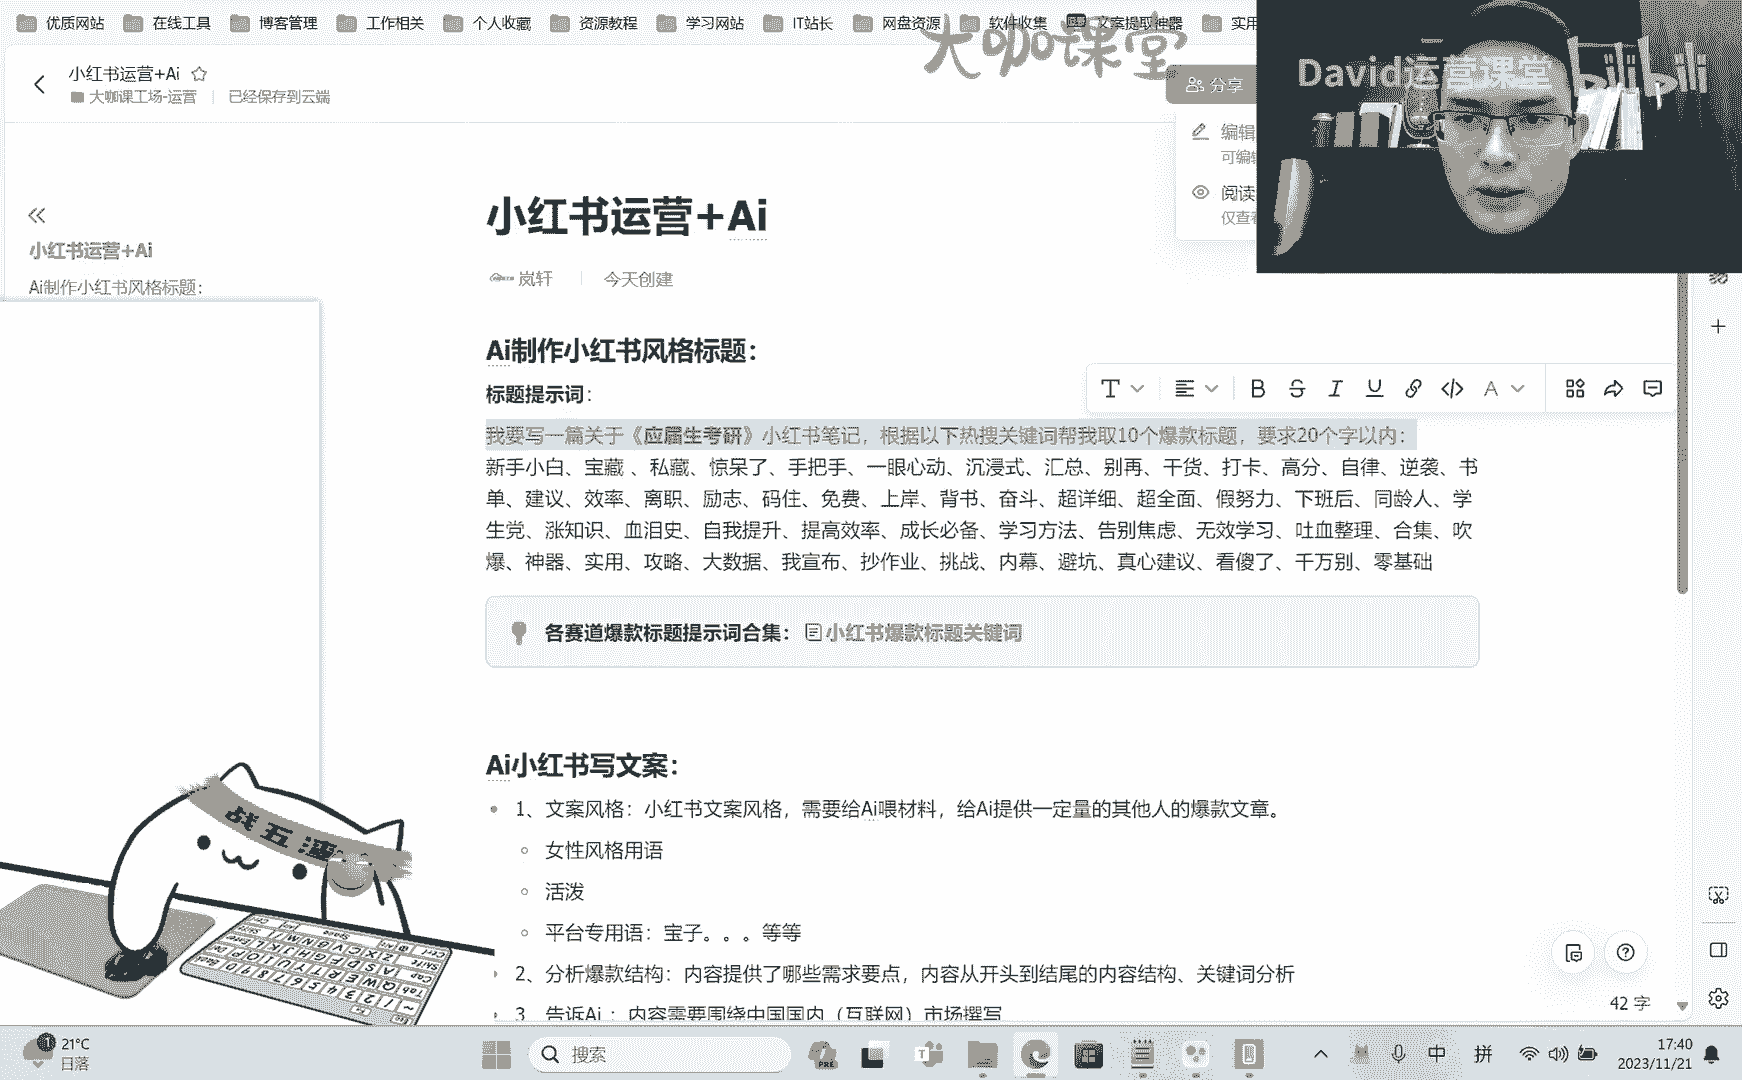 优质网站 在线工具 博客管理 工作相关 个人收藏 资源教程 学习网站 IT站长 网盘资源 软件收集 文案提取神器 实用
大咖课堂
David运营课堂 bilibili
小红书运营+Ai
大咖课工场-运营 已经保存到云端
分享
编辑
可编辑
阅读
仅查看
小红书运营+Ai
Ai制作小红书风格标题：
小红书运营+Ai
岚轩 今天创建
Ai制作小红书风格标题：
标题提示词：
我要写一篇关于《应届生考研》小红书笔记，根据以下热搜关键词帮我取10个爆款标题，要求20个字以内：
新手小白、宝藏 、私藏、惊呆了、手把手、一眼心动、沉浸式、汇总、别再、干货、打卡、高分、自律、逆袭、书
单、建议、效率、离职、励志、码住、免费、上岸、背书、奋斗、超详细、超全面、假努力、下班后、同龄人、学
生党、涨知识、血泪史、自我提升、提高效率、成长必备、学习方法、告别焦虑、无效学习、吐血整理、合集、吹
爆、神器、实用、攻略、大数据、我宣布、抄作业、挑战、内幕、避坑、真心建议、看傻了、千万别、零基础
各赛道爆款标题提示词合集： 小红书爆款标题关键词
Ai小红书写文案：
1、文案风格：小红书文案风格，需要给Ai喂材料，给Ai提供一定量的其他人的爆款文章。
女性风格用语
活泼
平台专用语：宝子。。。等等
2、分析爆款结构：内容提供了哪些需求要点，内容从开头到结尾的内容结构、关键词分析
3、告诉Ai ：内容需要围绕中国国内（互联网）市场撰写
战五渣
42 字
21°C
日落
搜索
中 拼
17:40
2023/11/21